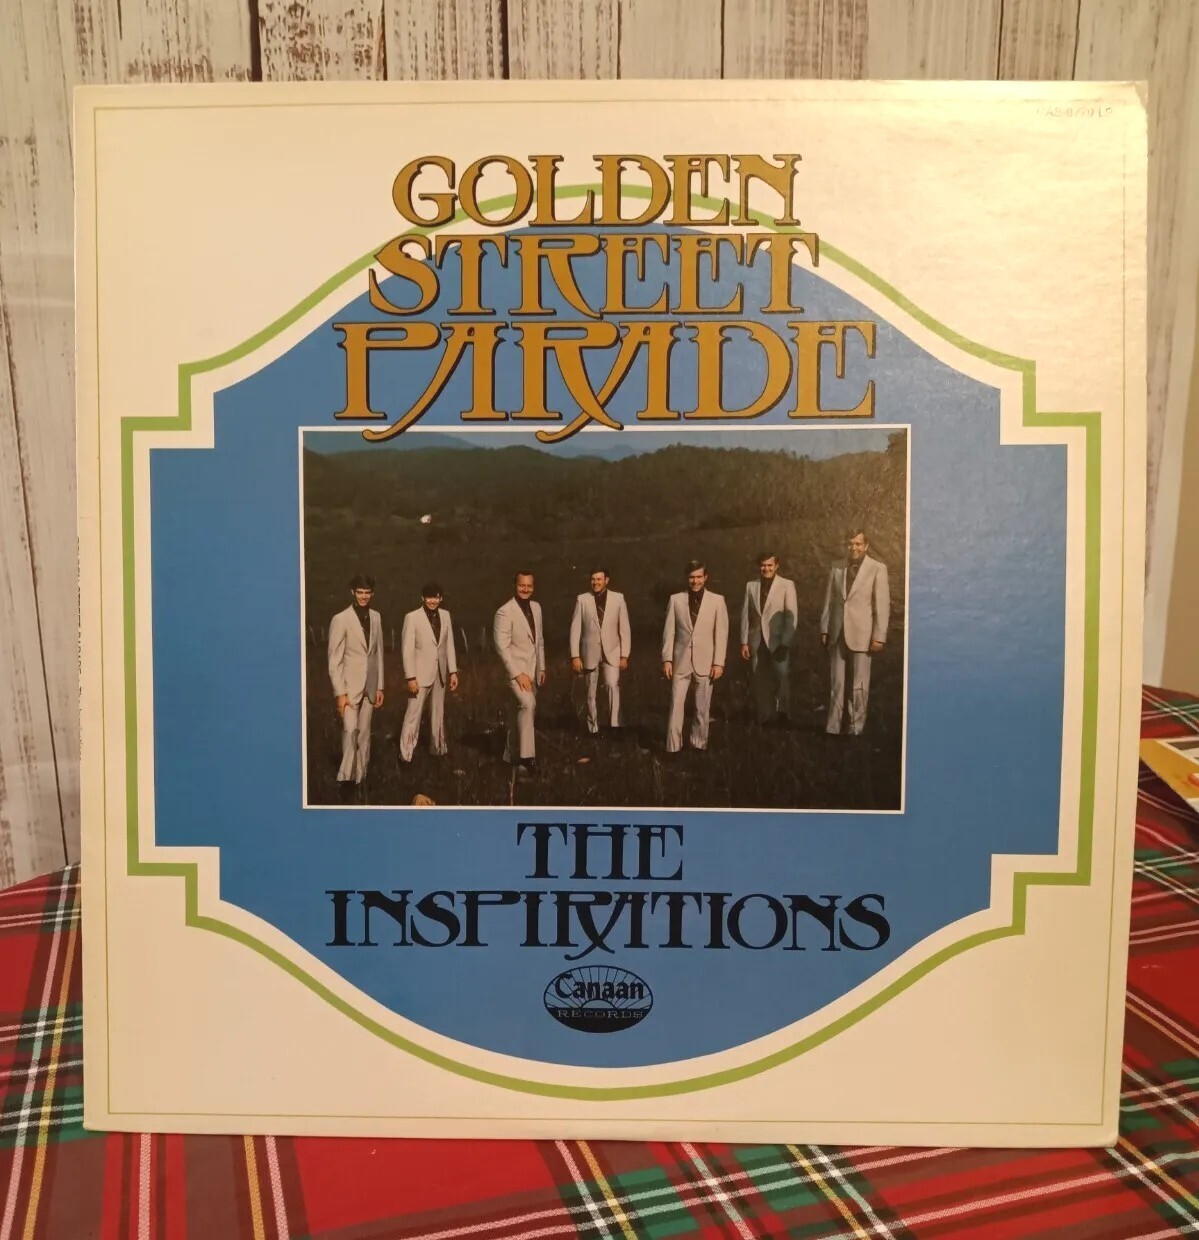 GOLDEN
STREET
PARADE
THE
INSPIRATIONS
Canaan
RECORDS